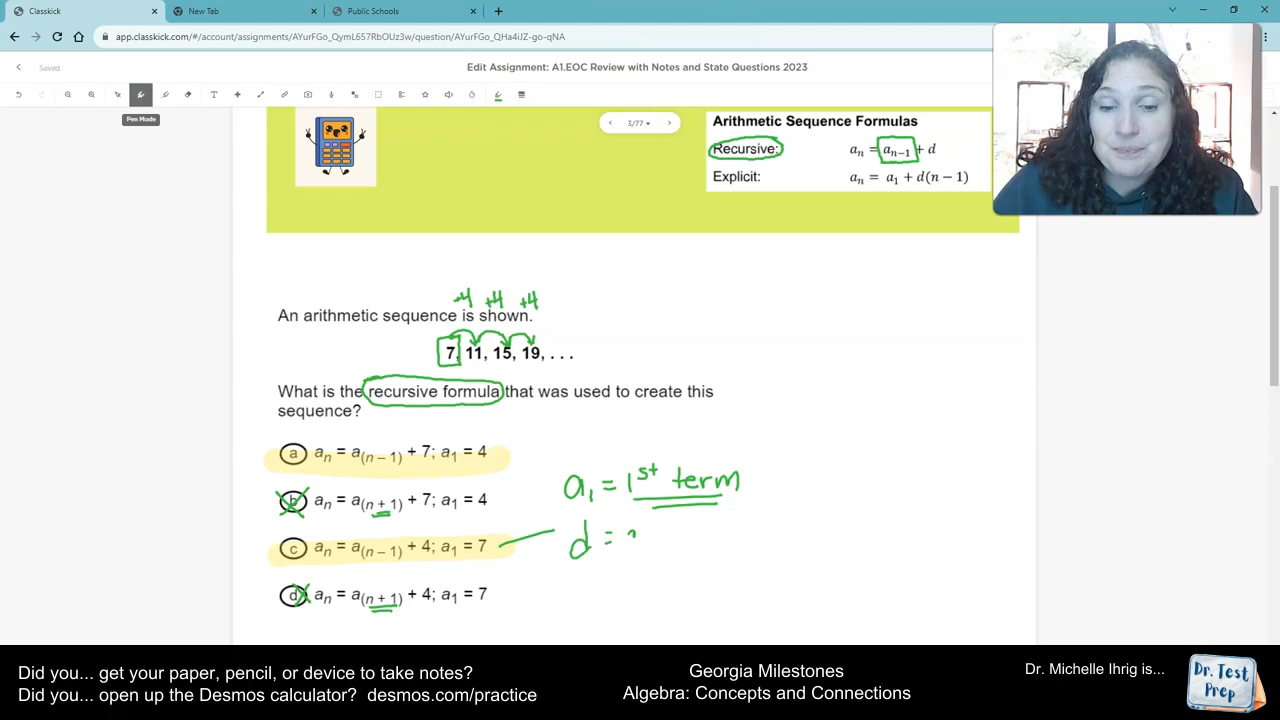 Classkick
New Tab
Public Schools
app.classkick.com/#/account/assignments/AYurFGo_QymL657RbOUz3w/question/AYurFGo_QHa4iJZ-go-qNA
Saved
Edit Assignment: A1.EOC Review with Notes and State Questions 2023
Pen Mode
3/77
Arithmetic Sequence Formulas
Recursive: aₙ = aₙ₋₁ + d
Explicit: aₙ = a₁ + d(n − 1)
+4 +4 +4
An arithmetic sequence is shown.
7, 11, 15, 19, . . .
What is the recursive formula that was used to create this
sequence?
a aₙ = a(n − 1) + 7; a₁ = 4
b aₙ = a(n + 1) + 7; a₁ = 4
c aₙ = a(n − 1) + 4; a₁ = 7
d aₙ = a(n + 1) + 4; a₁ = 7
a₁ = 1st term
d =
Did you... get your paper, pencil, or device to take notes?
Did you... open up the Desmos calculator? desmos.com/practice
Georgia Milestones
Algebra: Concepts and Connections
Dr. Michelle Ihrig is...
Dr. Test
Prep